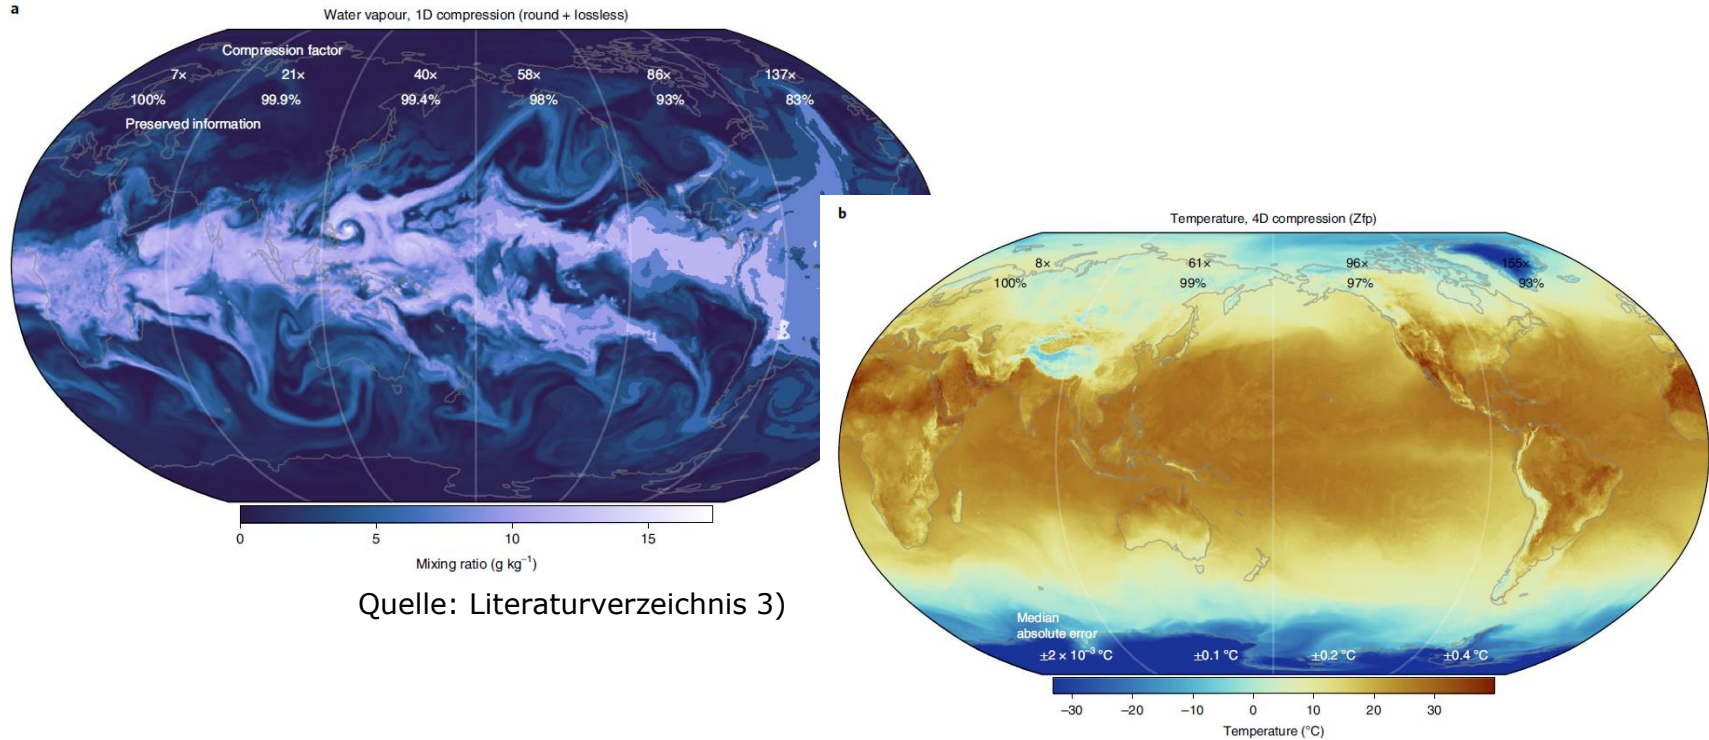 a
Water vapour, 1D compression (round + lossless)
Compression factor
7× 21× 40× 58× 86× 137×
100% 99.9% 99.4% 98% 93% 83%
Preserved information
0 5 10 15
Mixing ratio (g kg⁻¹)
Quelle: Literaturverzeichnis 3)
b
Temperature, 4D compression (Zfp)
8× 61× 96× 155×
100% 99% 97% 93%
Median
absolute error
±2 × 10⁻³ °C ±0.1 °C ±0.2 °C ±0.4 °C
−30 −20 −10 0 10 20 30
Temperature (°C)